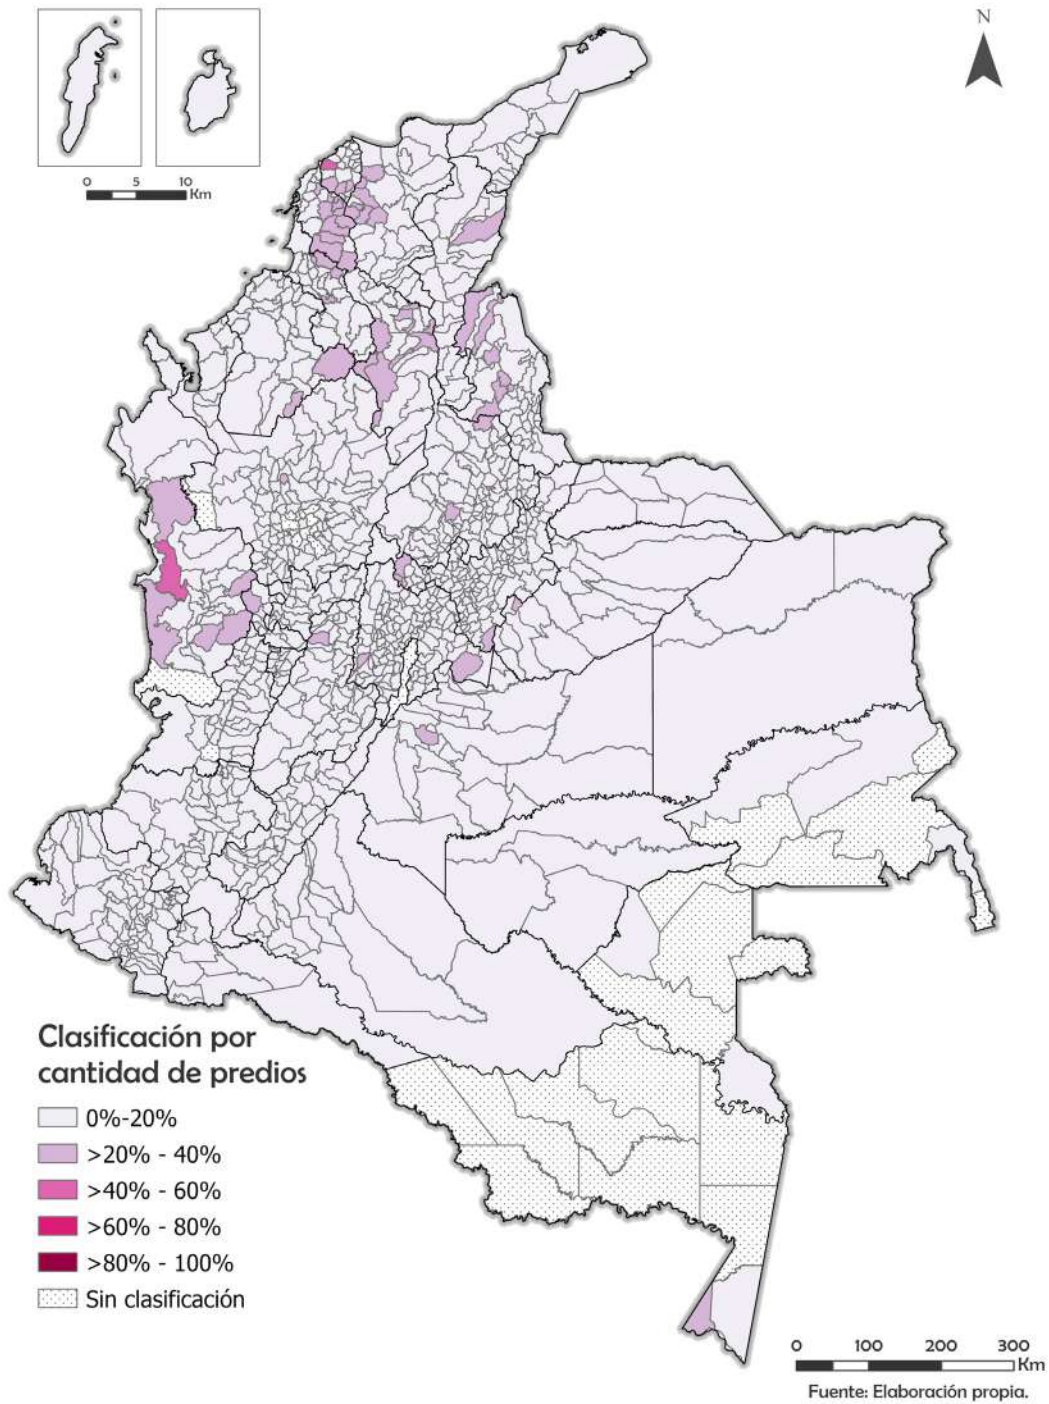 N
0 5 10
Km
Clasificación por
cantidad de predios
0%-20%
>20% - 40%
>40% - 60%
>60% - 80%
>80% - 100%
Sin clasificación
0 100 200 300
Km
Fuente: Elaboración propia.